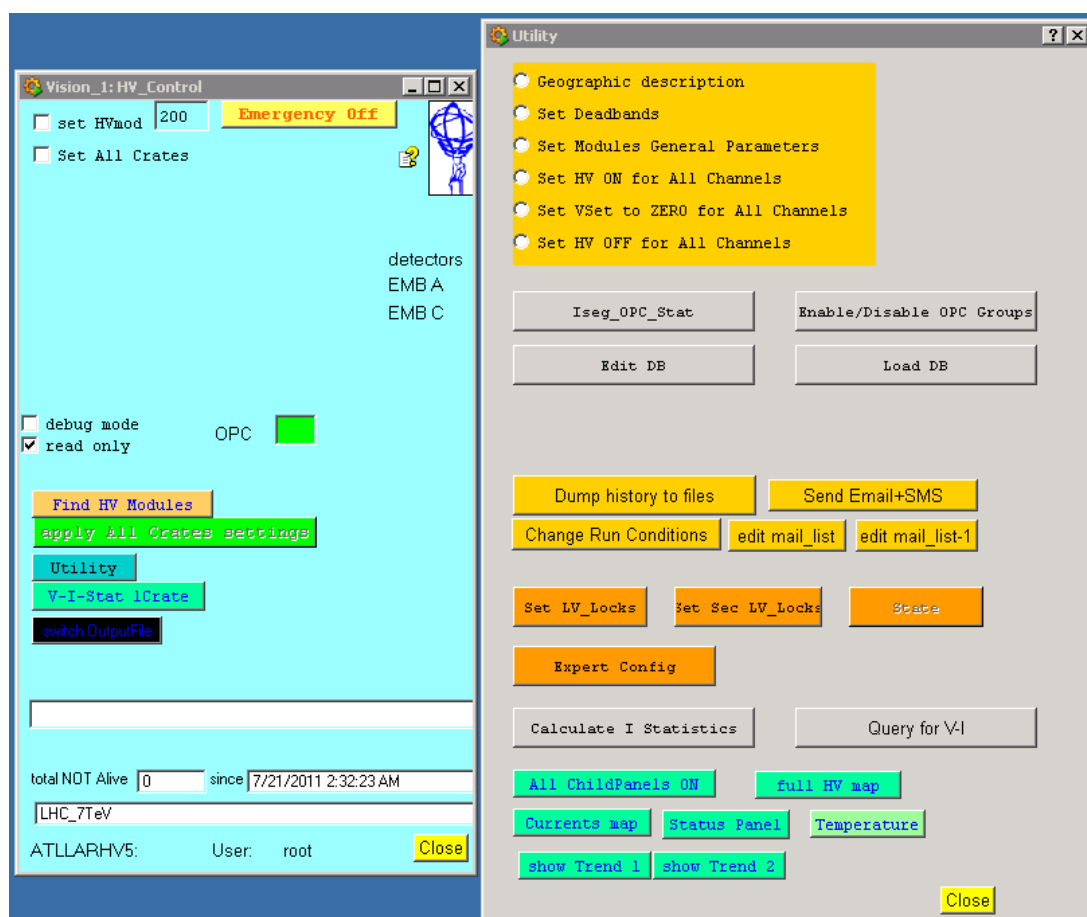 Vision_1: HV_Control
set HVmod 200 Emergency Off
Set All Crates
detectors
EMB A
EMB C
debug mode
read only
OPC
Find HV Modules
apply All Crates settings
Utility
V-I-Stat 1Crate
switch OutputFile
total NOT Alive 0 since 7/21/2011 2:32:23 AM
LHC_7TeV
ATLLARHV5: User: root Close
Utility
Geographic description
Set Deadbands
Set Modules General Parameters
Set HV ON for All Channels
Set VSet to ZERO for All Channels
Set HV OFF for All Channels
Iseg_OPC_Stat Enable/Disable OPC Groups
Edit DB Load DB
Dump history to files Send Email+SMS
Change Run Conditions edit mail_list edit mail_list-1
Set LV_Locks Set Sec LV_Locks State
Expert Config
Calculate I Statistics Query for V-I
All ChildPanels ON full HV map
Currents map Status Panel Temperature
show Trend 1 show Trend 2
Close